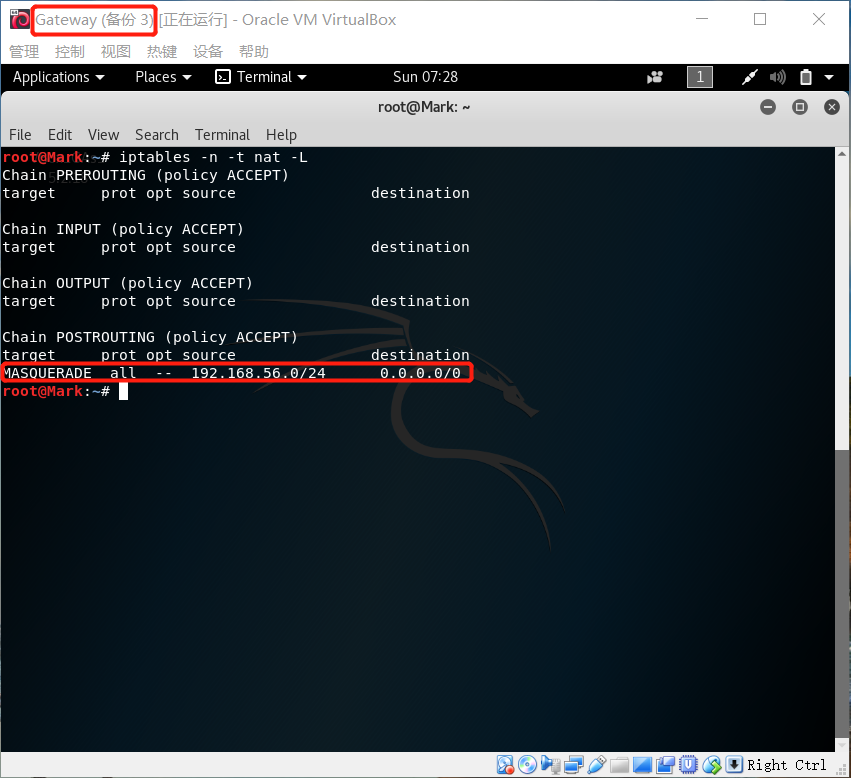 Gateway (备份 3) [正在运行] - Oracle VM VirtualBox
管理 控制 视图 热键 设备 帮助
Applications Places Terminal Sun 07:28 1
root@Mark: ~
File Edit View Search Terminal Help
root@Mark:~# iptables -n -t nat -L
Chain PREROUTING (policy ACCEPT)
target prot opt source destination
Chain INPUT (policy ACCEPT)
target prot opt source destination
Chain OUTPUT (policy ACCEPT)
target prot opt source destination
Chain POSTROUTING (policy ACCEPT)
target prot opt source destination
MASQUERADE all -- 192.168.56.0/24 0.0.0.0/0
root@Mark:~#
Right Ctrl